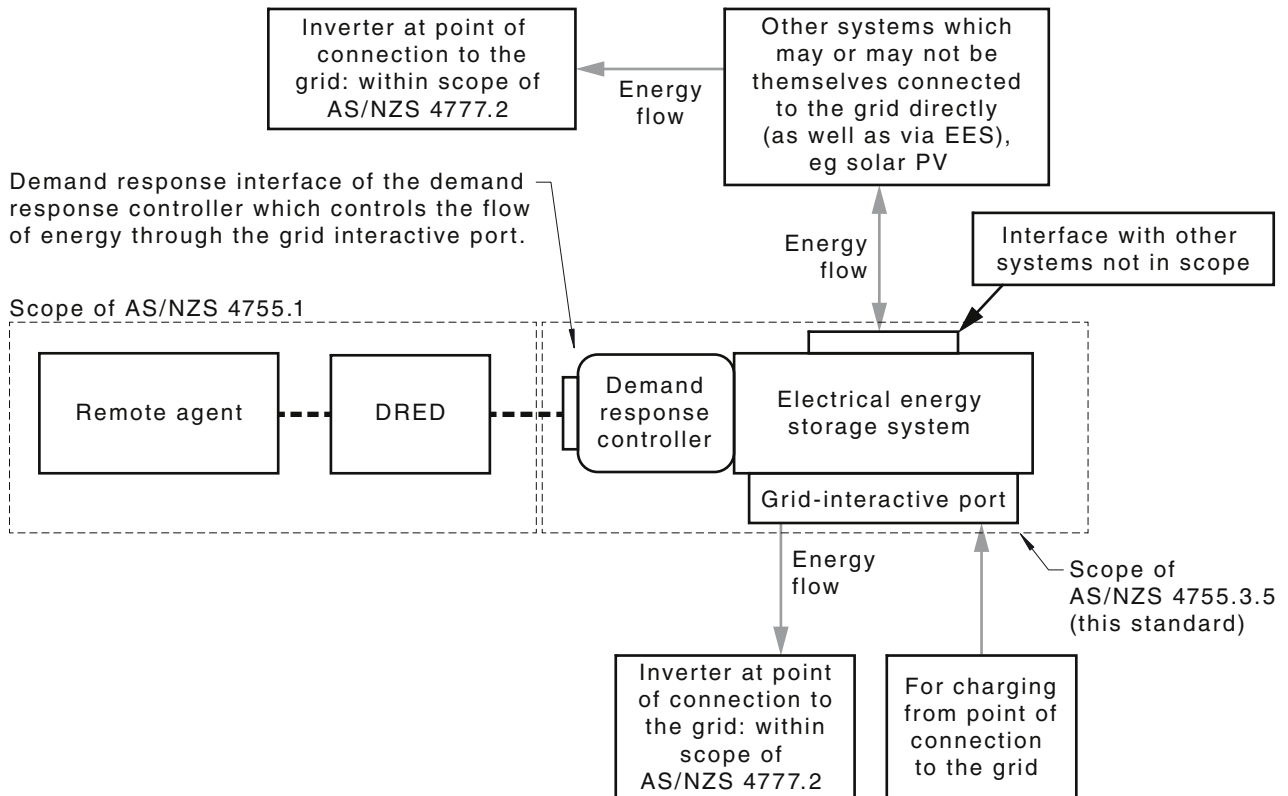 Inverter at point
of connection to
the grid: within
scope of
AS/NZS 4777.2
Energy
flow
Other systems which
may or may not be
themselves connected
to the grid directly
(as well as via EES),
eg solar PV
Demand response interface of the demand
response controller which controls the flow
of energy through the grid interactive port.
Energy
flow
Interface with other
systems not in scope
Scope of AS/NZS 4755.1
Remote agent
DRED
Demand
response
controller
Electrical energy
storage system
Grid-interactive port
Energy
flow
Scope of
AS/NZS 4755.3.5
(this standard)
Inverter at point
of connection to
the grid: within
scope of
AS/NZS 4777.2
For charging
from point of
connection
to the grid